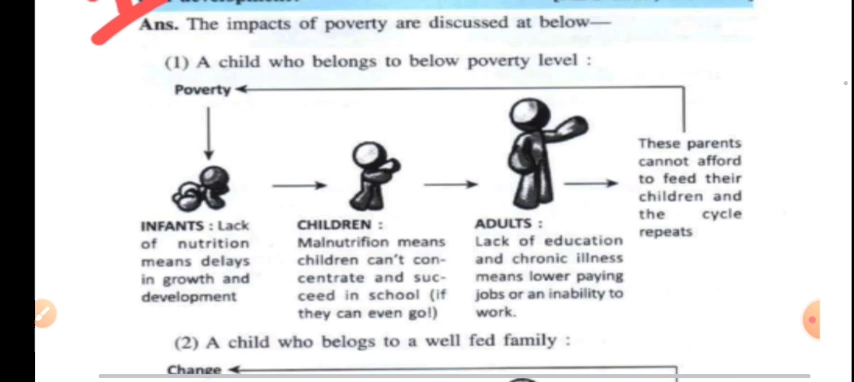 Ans. The impacts of poverty are discussed at below—
(1) A child who belongs to below poverty level :
Poverty
These parents
cannot afford
to feed their
children and
the cycle
repeats
INFANTS : Lack
of nutrition
means delays
in growth and
development
CHILDREN :
Malnutrifion means
children can't con-
centrate and suc-
ceed in school (if
they can even go!)
ADULTS :
Lack of education
and chronic illness
means lower paying
jobs or an inability to
work.
(2) A child who belogs to a well fed family :
Change